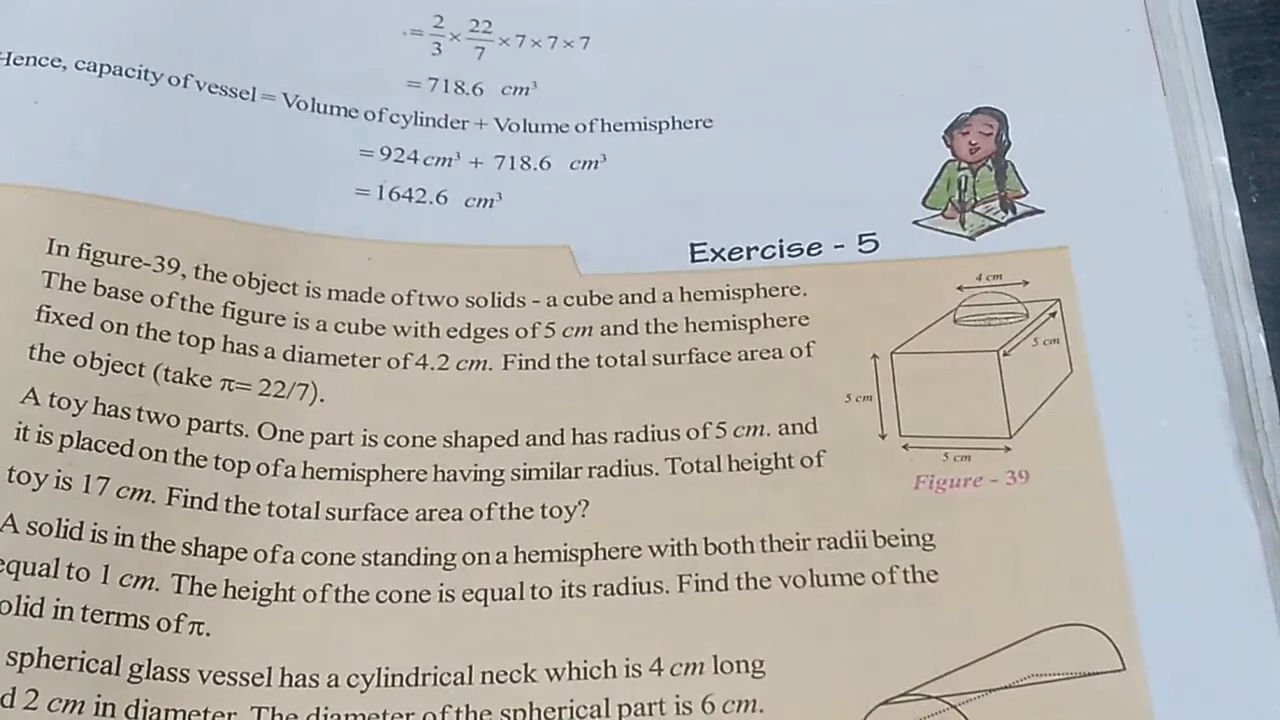 = 2/3 × 22/7 × 7 × 7 × 7
= 718.6 cm³
Hence, capacity of vessel = Volume of cylinder + Volume of hemisphere
= 924 cm³ + 718.6 cm³
= 1642.6 cm³
Exercise - 5
In figure-39, the object is made of two solids - a cube and a hemisphere.
The base of the figure is a cube with edges of 5 cm and the hemisphere
fixed on the top has a diameter of 4.2 cm. Find the total surface area of
the object (take π= 22/7).
4 cm
5 cm
5 cm
5 cm
Figure - 39
A toy has two parts. One part is cone shaped and has radius of 5 cm. and
it is placed on the top of a hemisphere having similar radius. Total height of
toy is 17 cm. Find the total surface area of the toy?
A solid is in the shape of a cone standing on a hemisphere with both their radii being
equal to 1 cm. The height of the cone is equal to its radius. Find the volume of the
olid in terms of π.
spherical glass vessel has a cylindrical neck which is 4 cm long
d 2 cm in diameter. The diameter of the spherical part is 6 cm.